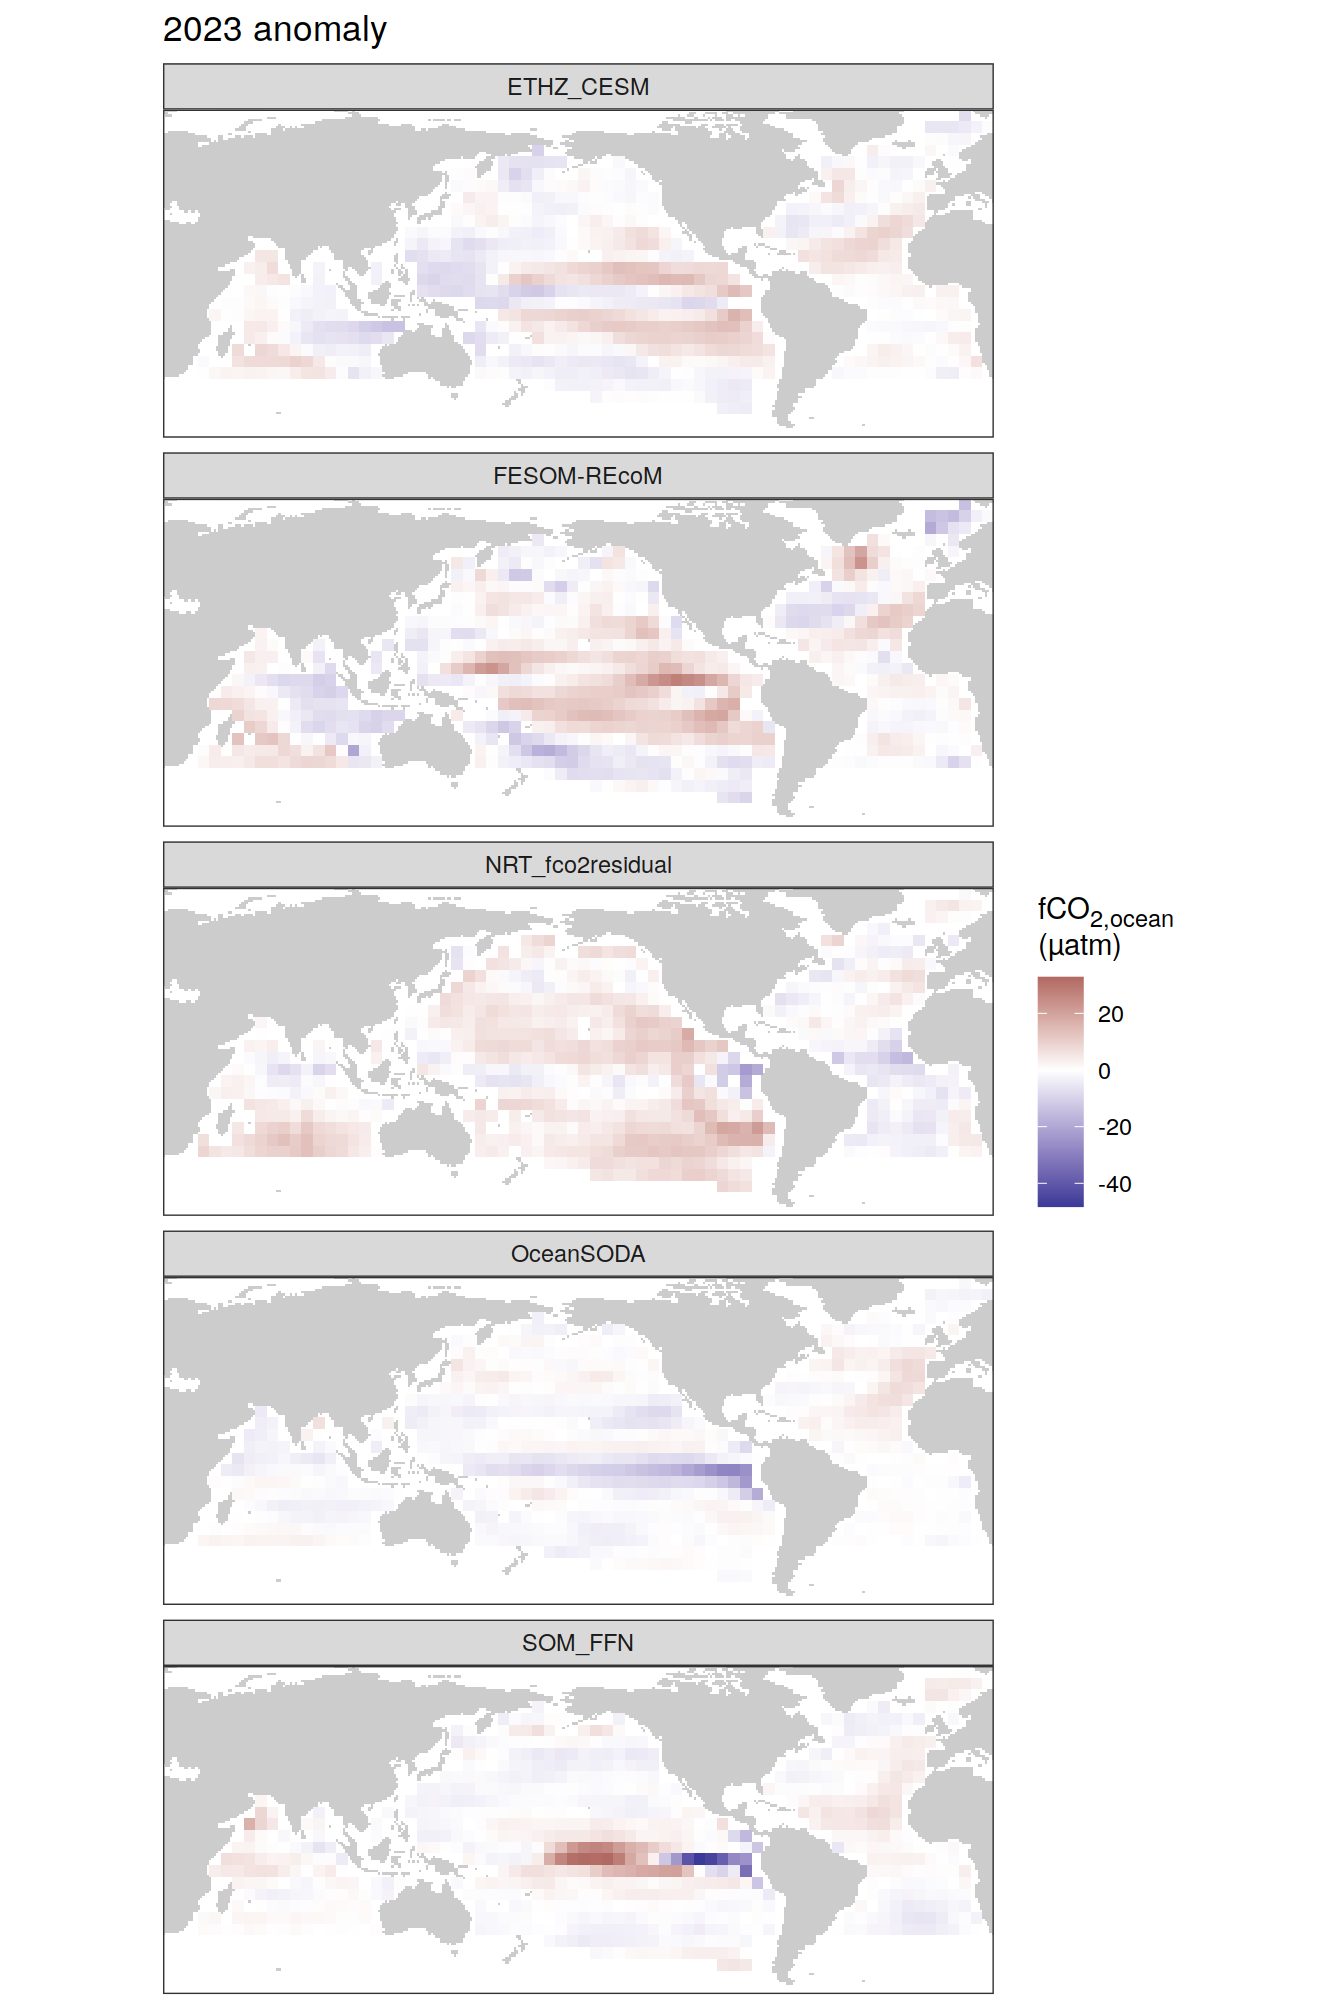 2023 anomaly
ETHZ_CESM
FESOM-REcoM
NRT_fco2residual
fCO2,ocean
(µatm)
20
0
-20
-40
OceanSODA
SOM_FFN